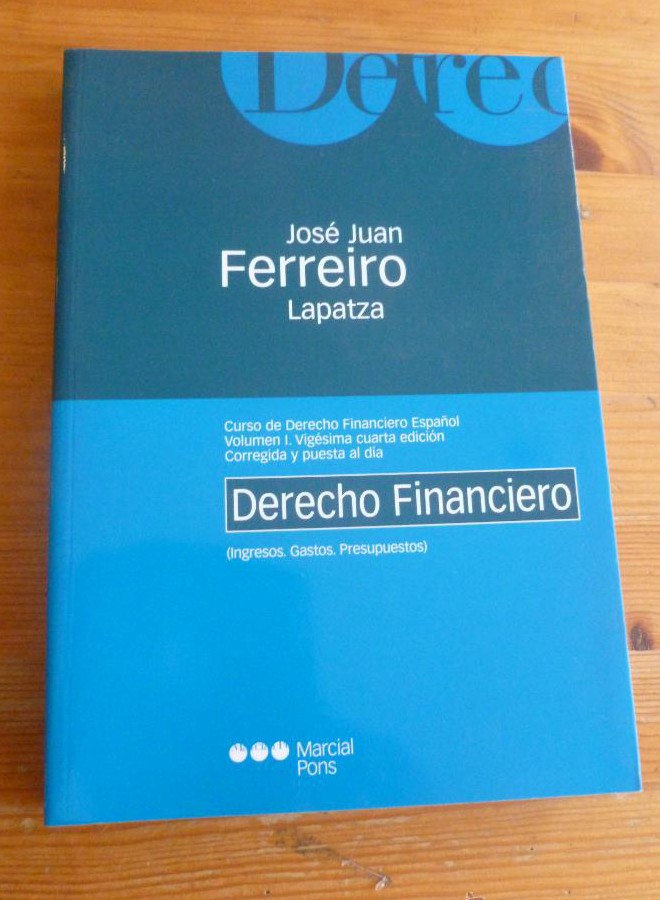 Derec
José Juan
Ferreiro
Lapatza
Curso de Derecho Financiero Español
Volumen I. Vigésima cuarta edición
Corregida y puesta al día
Derecho Financiero
(Ingresos. Gastos. Presupuestos)
Marcial
Pons